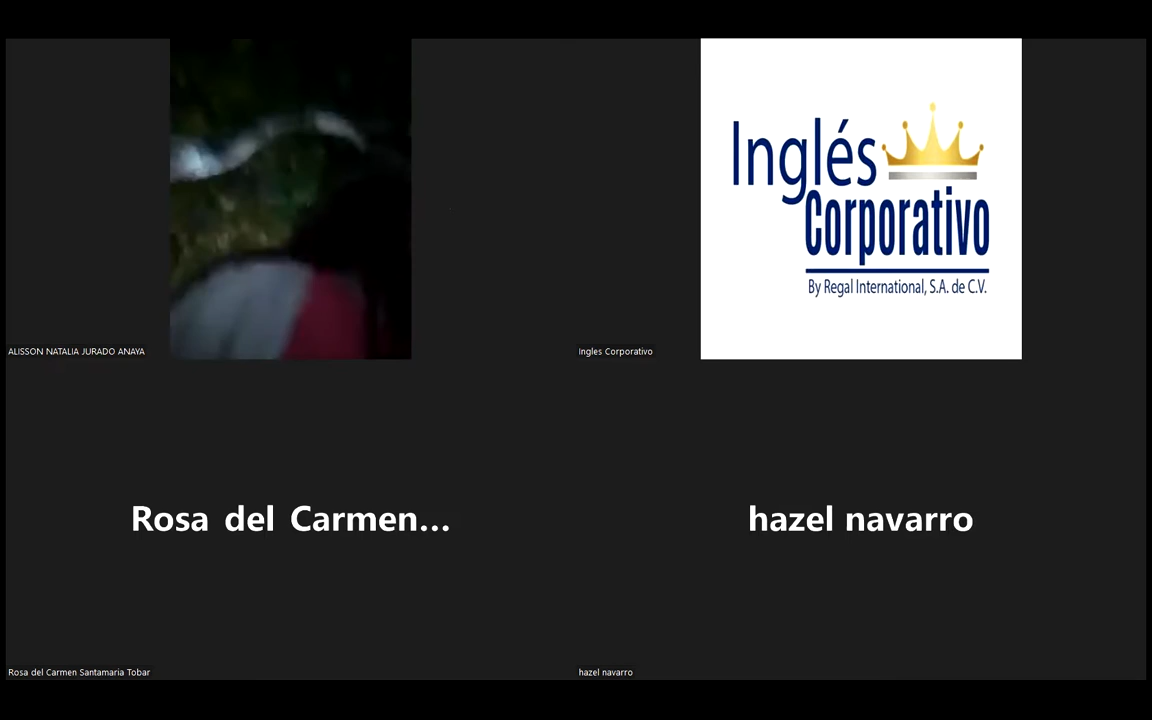 Inglés
Corporativo
By Regal International, S.A. de C.V.
ALISSON NATALIA JURADO ANAYA
Ingles Corporativo
Rosa del Carmen...
hazel navarro
Rosa del Carmen Santamaria Tobar
hazel navarro